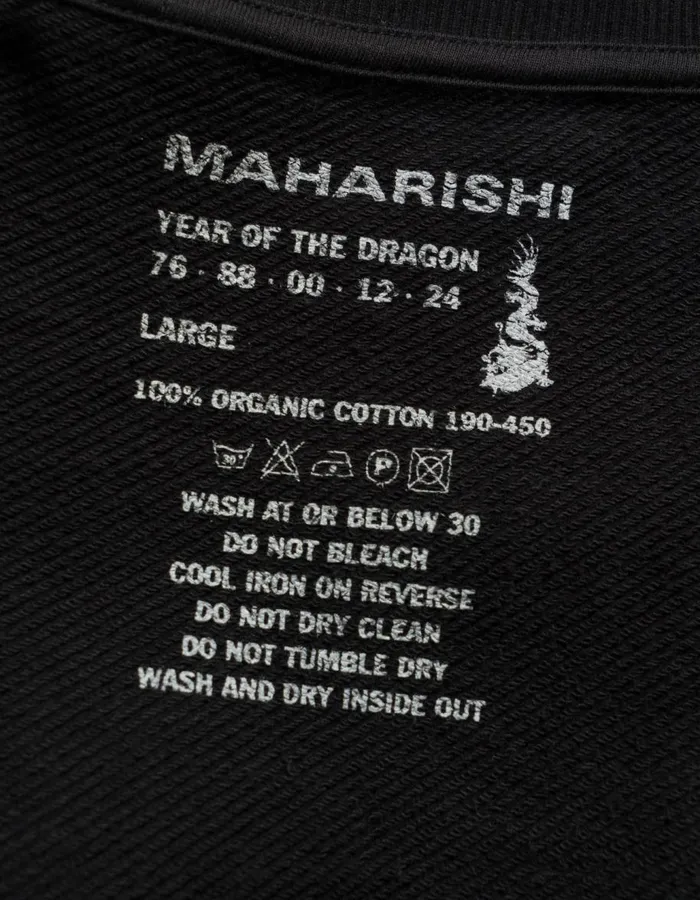 MAHARISHI
YEAR OF THE DRAGON
76 · 88 · 00 · 12 · 24
LARGE
100% ORGANIC COTTON 190-450
30°
P
WASH AT OR BELOW 30
DO NOT BLEACH
COOL IRON ON REVERSE
DO NOT DRY CLEAN
DO NOT TUMBLE DRY
WASH AND DRY INSIDE OUT